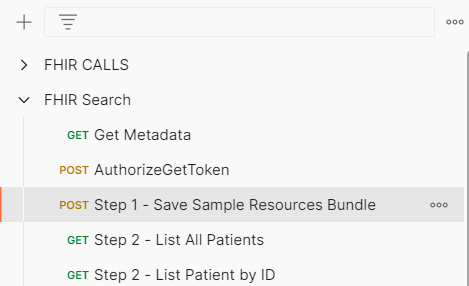 FHIR CALLS
FHIR Search
GET Get Metadata
POST AuthorizeGetToken
POST Step 1 - Save Sample Resources Bundle
GET Step 2 - List All Patients
GET Step 2 - List Patient by ID